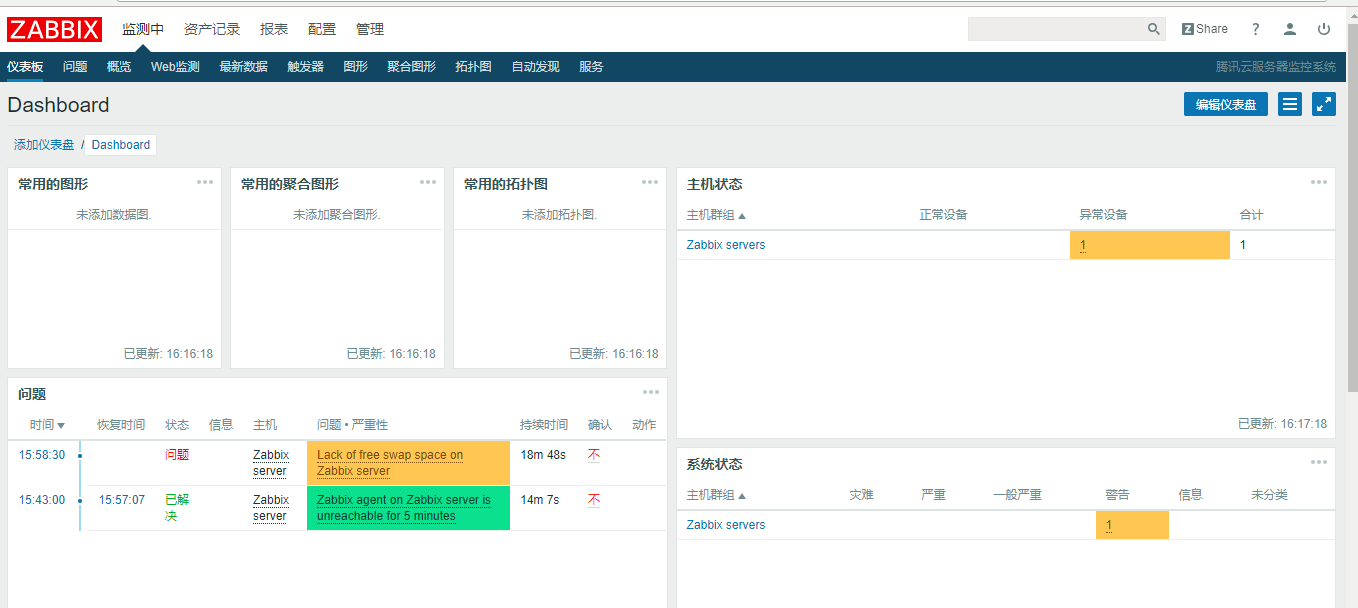 ZABBIX 监测中 资产记录 报表 配置 管理 Z Share ?
仪表板 问题 概览 Web监测 最新数据 触发器 图形 聚合图形 拓扑图 自动发现 服务 腾讯云服务器监控系统
Dashboard 编辑仪表盘
添加仪表盘 / Dashboard
常用的图形
未添加数据图.
已更新: 16:16:18
常用的聚合图形
未添加聚合图形.
已更新: 16:16:18
常用的拓扑图
未添加拓扑图.
已更新: 16:16:18
主机状态
主机群组 正常设备 异常设备 合计
Zabbix servers 1 1
已更新: 16:17:18
问题
时间 恢复时间 状态 信息 主机 问题 • 严重性 持续时间 确认 动作
15:58:30 问题 Zabbix server Lack of free swap space on Zabbix server 18m 48s 不
15:43:00 15:57:07 已解决 Zabbix server Zabbix agent on Zabbix server is unreachable for 5 minutes 14m 7s 不
系统状态
主机群组 灾难 严重 一般严重 警告 信息 未分类
Zabbix servers 1